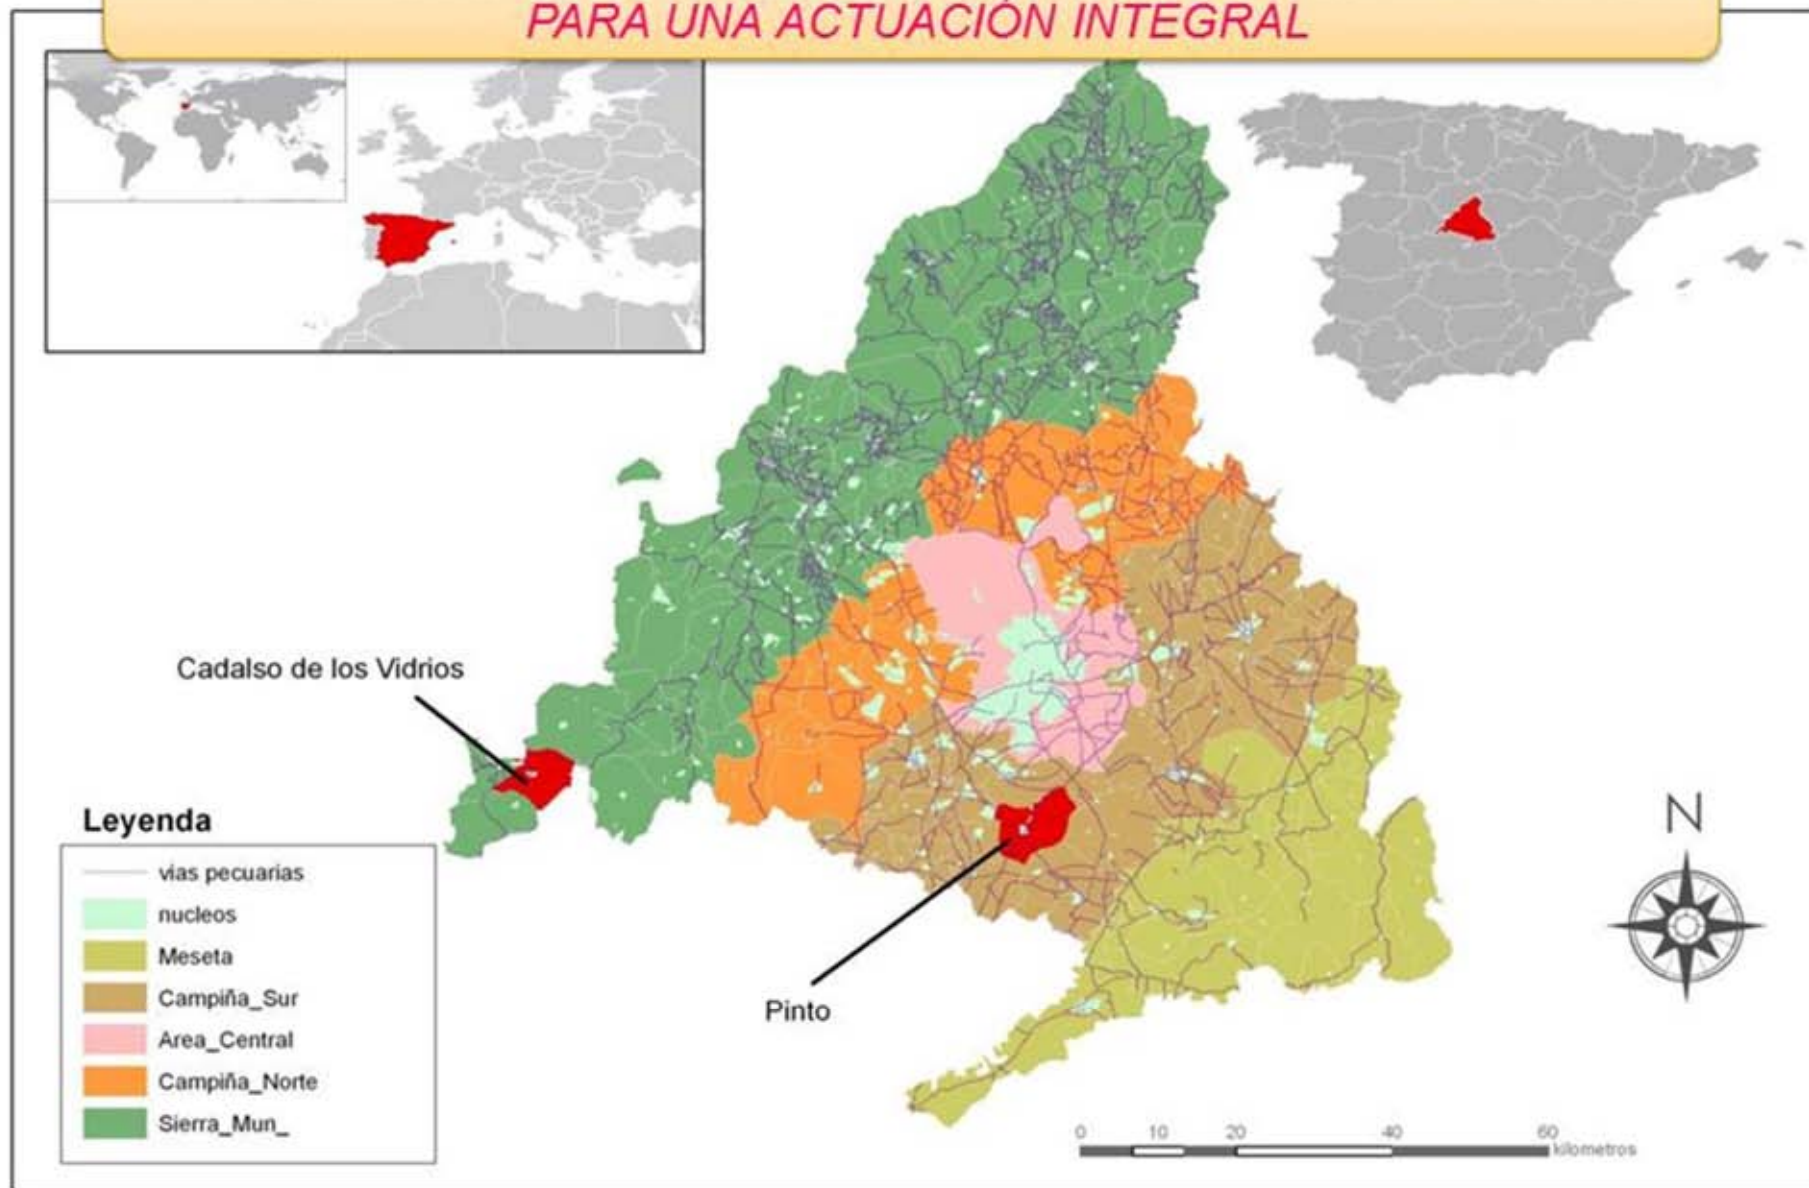 PARA UNA ACTUACIÓN INTEGRAL
Cadalso de los Vidrios
Leyenda
vias pecuarias
nucleos
Meseta
Campiña_Sur
Area_Central
Campiña_Norte
Sierra_Mun_
Pinto
N
0 10 20 40 60
kilometros